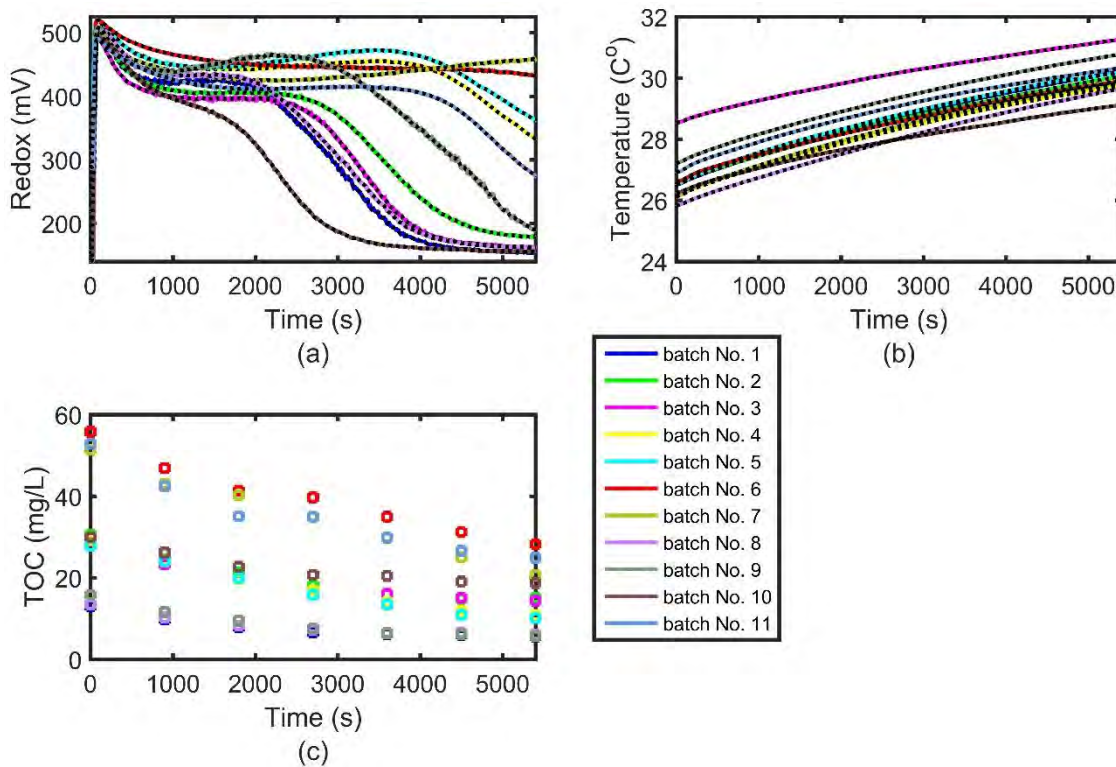 500
400
300
200
Redox (mV)
0 1000 2000 3000 4000 5000
Time (s)
(a)
32
30
28
26
24
Temperature (C°)
0 1000 2000 3000 4000 5000
Time (s)
(b)
batch No. 1
batch No. 2
batch No. 3
batch No. 4
batch No. 5
batch No. 6
batch No. 7
batch No. 8
batch No. 9
batch No. 10
batch No. 11
60
40
20
0
TOC (mg/L)
0 1000 2000 3000 4000 5000
Time (s)
(c)